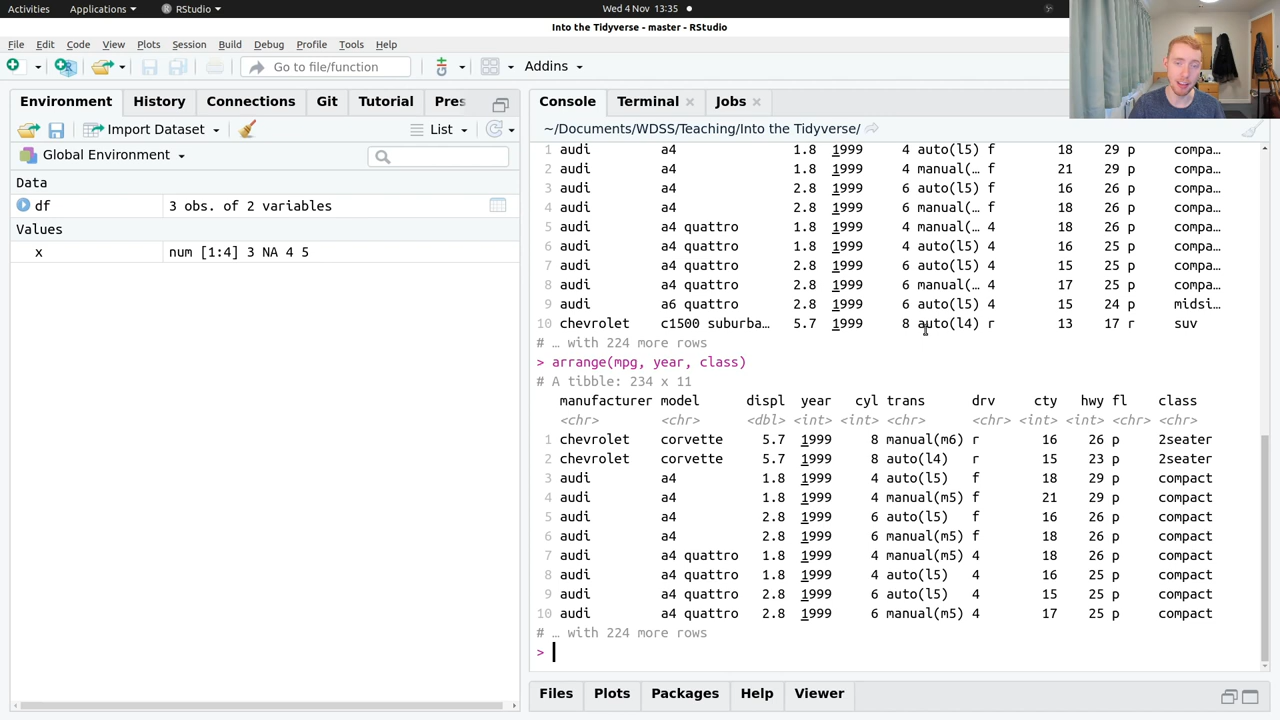 Activities Applications RStudio Wed 4 Nov 13:35
Into the Tidyverse - master - RStudio
File Edit Code View Plots Session Build Debug Profile Tools Help
Go to file/function Addins
Environment History Connections Git Tutorial Pres
Import Dataset List
Global Environment
Data
df 3 obs. of 2 variables
Values
x num [1:4] 3 NA 4 5
Console Terminal Jobs
~/Documents/WDSS/Teaching/Into the Tidyverse/
1 audi a4 1.8 1999 4 auto(l5) f 18 29 p compa…
2 audi a4 1.8 1999 4 manual(… f 21 29 p compa…
3 audi a4 2.8 1999 6 auto(l5) f 16 26 p compa…
4 audi a4 2.8 1999 6 manual(… f 18 26 p compa…
5 audi a4 quattro 1.8 1999 4 manual(… 4 18 26 p compa…
6 audi a4 quattro 1.8 1999 4 auto(l5) 4 16 25 p compa…
7 audi a4 quattro 2.8 1999 6 auto(l5) 4 15 25 p compa…
8 audi a4 quattro 2.8 1999 6 manual(… 4 17 25 p compa…
9 audi a6 quattro 2.8 1999 6 auto(l5) 4 15 24 p midsi…
10 chevrolet c1500 suburba… 5.7 1999 8 auto(l4) r 13 17 r suv
# … with 224 more rows
> arrange(mpg, year, class)
# A tibble: 234 x 11
manufacturer model displ year cyl trans drv cty hwy fl class
<chr> <chr> <dbl> <int> <int> <chr> <chr> <int> <int> <chr> <chr>
1 chevrolet corvette 5.7 1999 8 manual(m6) r 16 26 p 2seater
2 chevrolet corvette 5.7 1999 8 auto(l4) r 15 23 p 2seater
3 audi a4 1.8 1999 4 auto(l5) f 18 29 p compact
4 audi a4 1.8 1999 4 manual(m5) f 21 29 p compact
5 audi a4 2.8 1999 6 auto(l5) f 16 26 p compact
6 audi a4 2.8 1999 6 manual(m5) f 18 26 p compact
7 audi a4 quattro 1.8 1999 4 manual(m5) 4 18 26 p compact
8 audi a4 quattro 1.8 1999 4 auto(l5) 4 16 25 p compact
9 audi a4 quattro 2.8 1999 6 auto(l5) 4 15 25 p compact
10 audi a4 quattro 2.8 1999 6 manual(m5) 4 17 25 p compact
# … with 224 more rows
>
Files Plots Packages Help Viewer